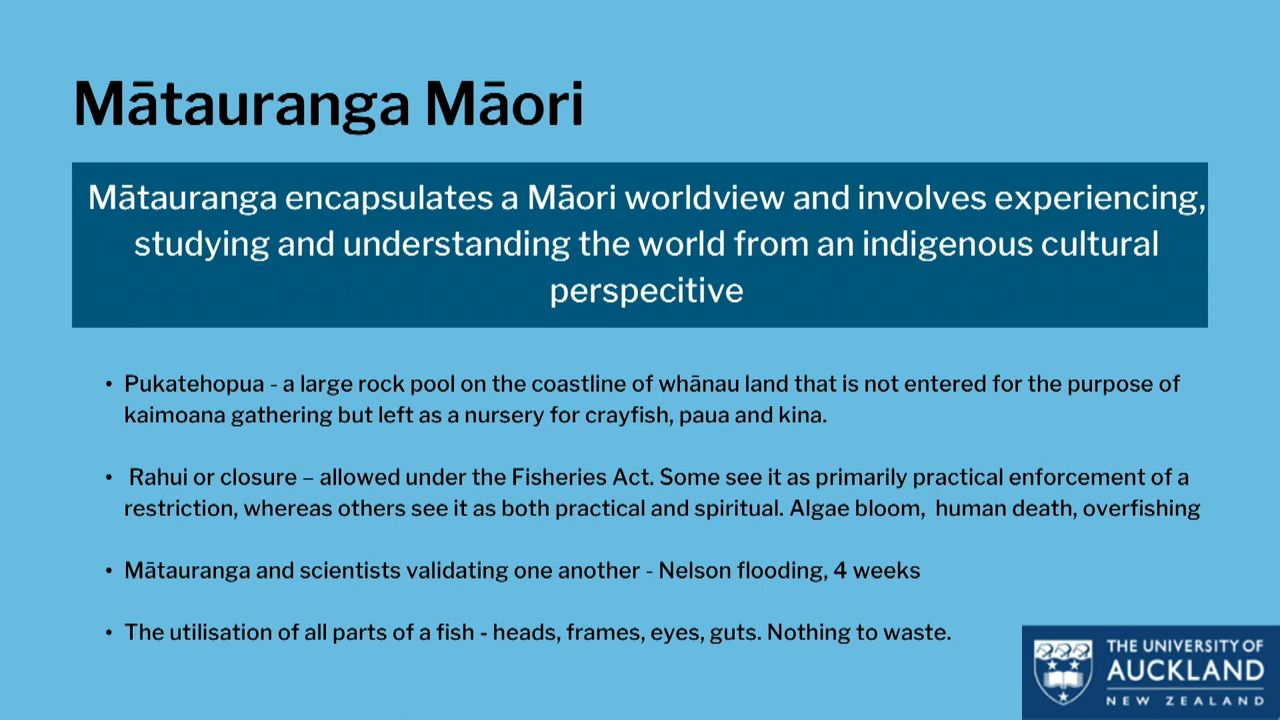 Mātauranga Māori
Mātauranga encapsulates a Māori worldview and involves experiencing,
studying and understanding the world from an indigenous cultural
perspecitive
• Pukatehopua - a large rock pool on the coastline of whānau land that is not entered for the purpose of
kaimoana gathering but left as a nursery for crayfish, paua and kina.
• Rahui or closure – allowed under the Fisheries Act. Some see it as primarily practical enforcement of a
restriction, whereas others see it as both practical and spiritual. Algae bloom, human death, overfishing
• Mātauranga and scientists validating one another - Nelson flooding, 4 weeks
• The utilisation of all parts of a fish - heads, frames, eyes, guts. Nothing to waste.
THE UNIVERSITY OF
AUCKLAND
NEW ZEALAND